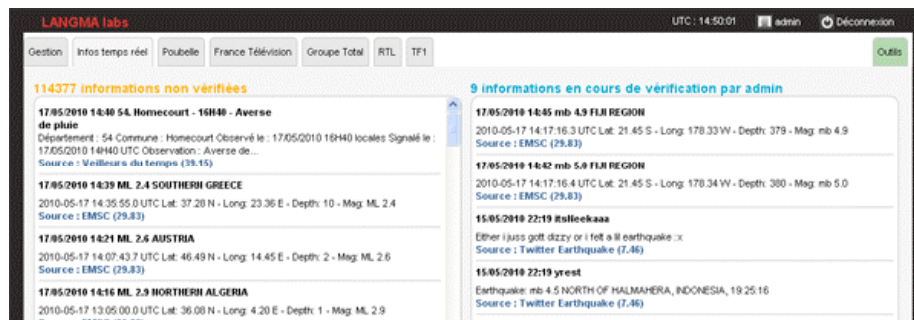 LANGMA labs
UTC : 14:50:01 admin Déconnexion
Gestion Infos temps réel Poubelle France Télévision Groupe Total RTL TF1 Outils
114377 informations non vérifiées
17/05/2010 14:40 54. Homecourt - 16H40 - Averse
de pluie
Département : 54 Commune : Homecourt Observé le : 17/05/2010 16H40 locales Signalé le :
17/05/2010 14H40 UTC Observation : Averse de...
Source : Veilleurs du temps (39.15)
17/05/2010 14:39 ML 2.4 SOUTHERN GREECE
2010-05-17 14:35:55.0 UTC Lat: 37.28 N - Long: 23.36 E - Depth: 10 - Mag: ML 2.4
Source : EMSC (29.83)
17/05/2010 14:21 ML 2.6 AUSTRIA
2010-05-17 14:07:43.7 UTC Lat: 46.49 N - Long: 14.45 E - Depth: 2 - Mag: ML 2.6
Source : EMSC (29.83)
17/05/2010 14:16 ML 2.9 NORTHERN ALGERIA
2010-05-17 13:05:00.0 UTC Lat: 36.08 N - Long: 4.20 E - Depth: 1 - Mag: ML 2.9
9 informations en cours de vérification par admin
17/05/2010 14:45 mb 4.9 FIJI REGION
2010-05-17 14:17:16.3 UTC Lat: 21.45 S - Long: 178.33 W - Depth: 379 - Mag: mb 4.9
Source : EMSC (29.83)
17/05/2010 14:42 mb 5.0 FIJI REGION
2010-05-17 14:17:16.4 UTC Lat: 21.45 S - Long: 178.34 W - Depth: 380 - Mag: mb 5.0
Source : EMSC (29.83)
15/05/2010 22:19 itslleekaaa
Either i juss gott dizzy or i felt a lil earthquake :x
Source : Twitter Earthquake (7.46)
15/05/2010 22:19 yrest
Earthquake: mb 4.5 NORTH OF HALMAHERA, INDONESIA, 19:25:16
Source : Twitter Earthquake (7.46)